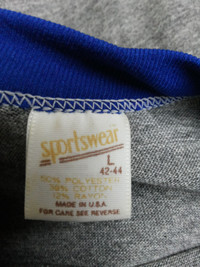 sportswear
L
42-44
50% POLYESTER
38% COTTON
12% RAYON
MADE IN U.S.A.
FOR CARE SEE REVERSE